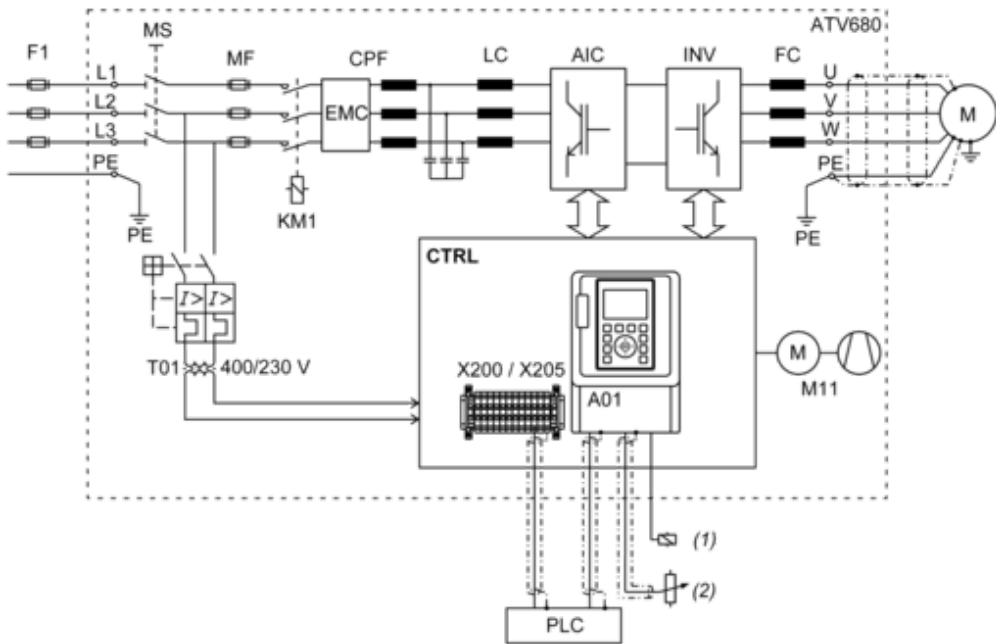 ATV680
F1
MS
MF
CPF
LC
AIC
INV
FC
L1
L2
L3
PE
PE
EMC
KM1
U
V
W
PE
PE
M
CTRL
I>
I>
T01
400/230 V
X200 / X205
A01
M
M11
(1)
(2)
PLC